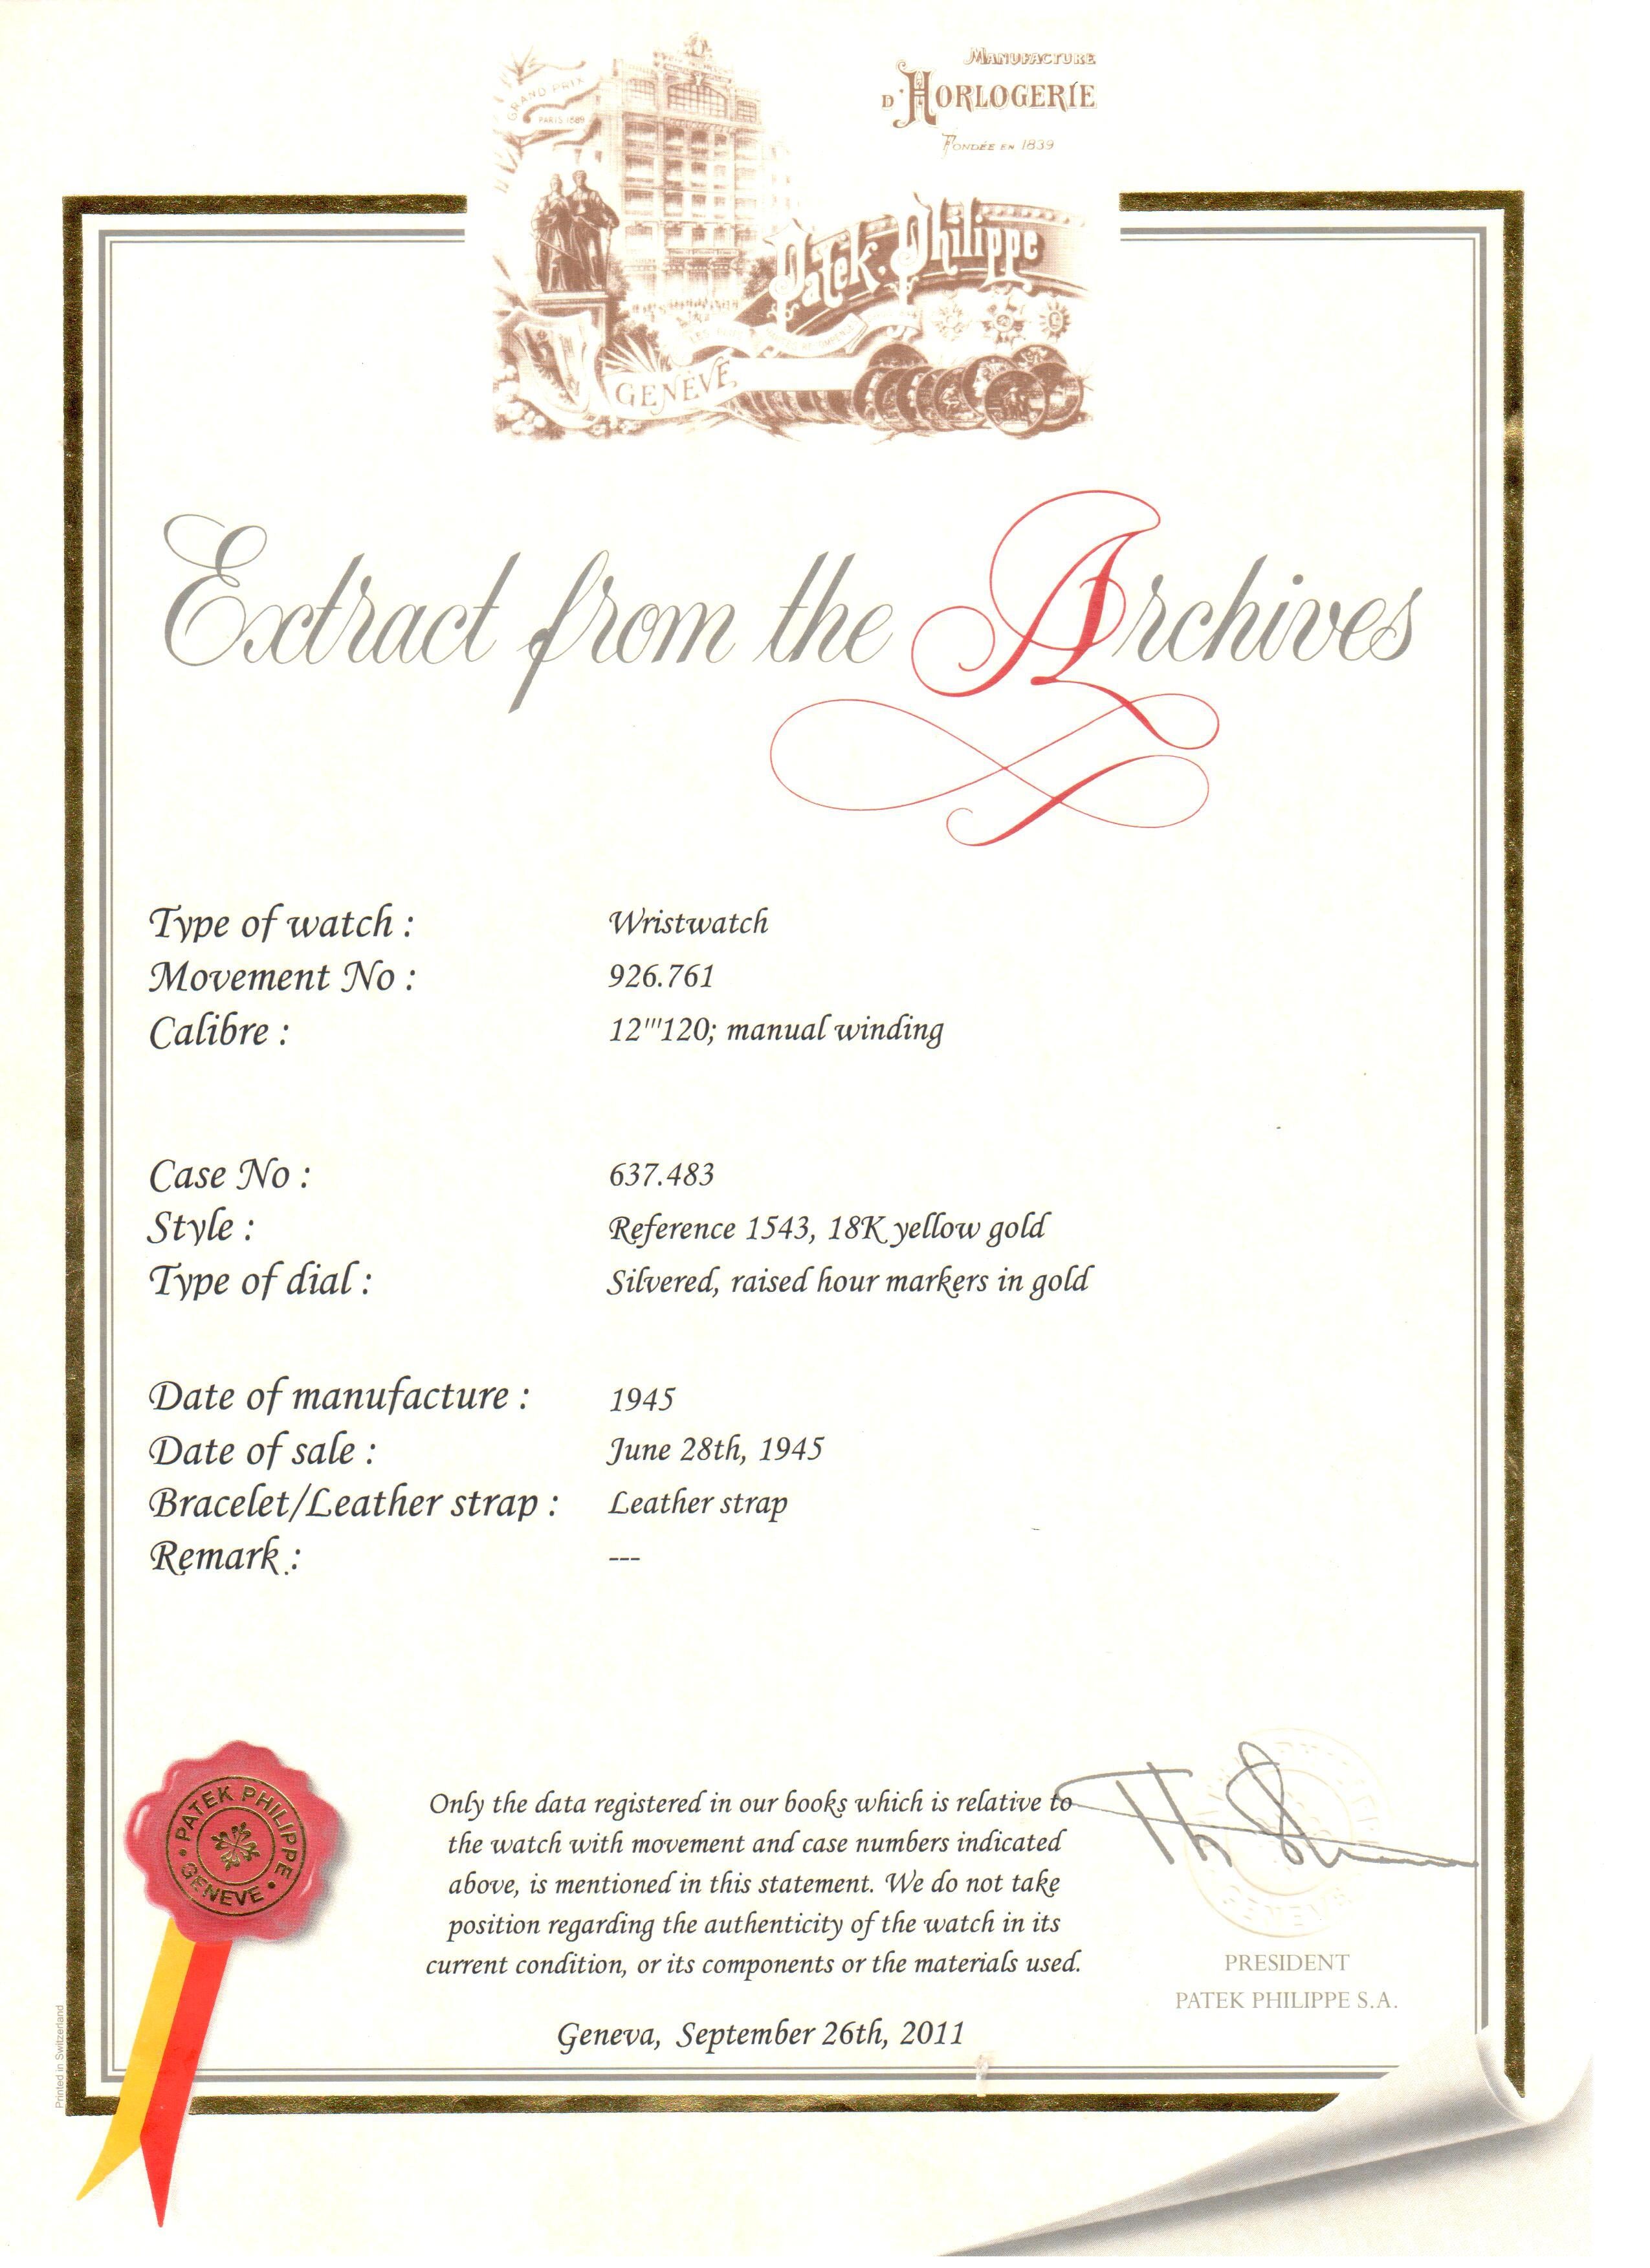 MANUFACTURE
D'HORLOGERIE
FONDÉE EN 1839
GRAND PRIX
PARIS 1889
Patek Philippe
GENÈVE
Extract from the Archives
Type of watch : Wristwatch
Movement No : 926.761
Calibre : 12'''120; manual winding
Case No : 637.483
Style : Reference 1543, 18K yellow gold
Type of dial : Silvered, raised hour markers in gold
Date of manufacture : 1945
Date of sale : June 28th, 1945
Bracelet/Leather strap : Leather strap
Remark : ---
Only the data registered in our books which is relative to
the watch with movement and case numbers indicated
above, is mentioned in this statement. We do not take
position regarding the authenticity of the watch in its
current condition, or its components or the materials used.
Geneva, September 26th, 2011
PATEK PHILIPPE
GENEVE
GENEVE
PRESIDENT
PATEK PHILIPPE S.A.
Printed in Switzerland